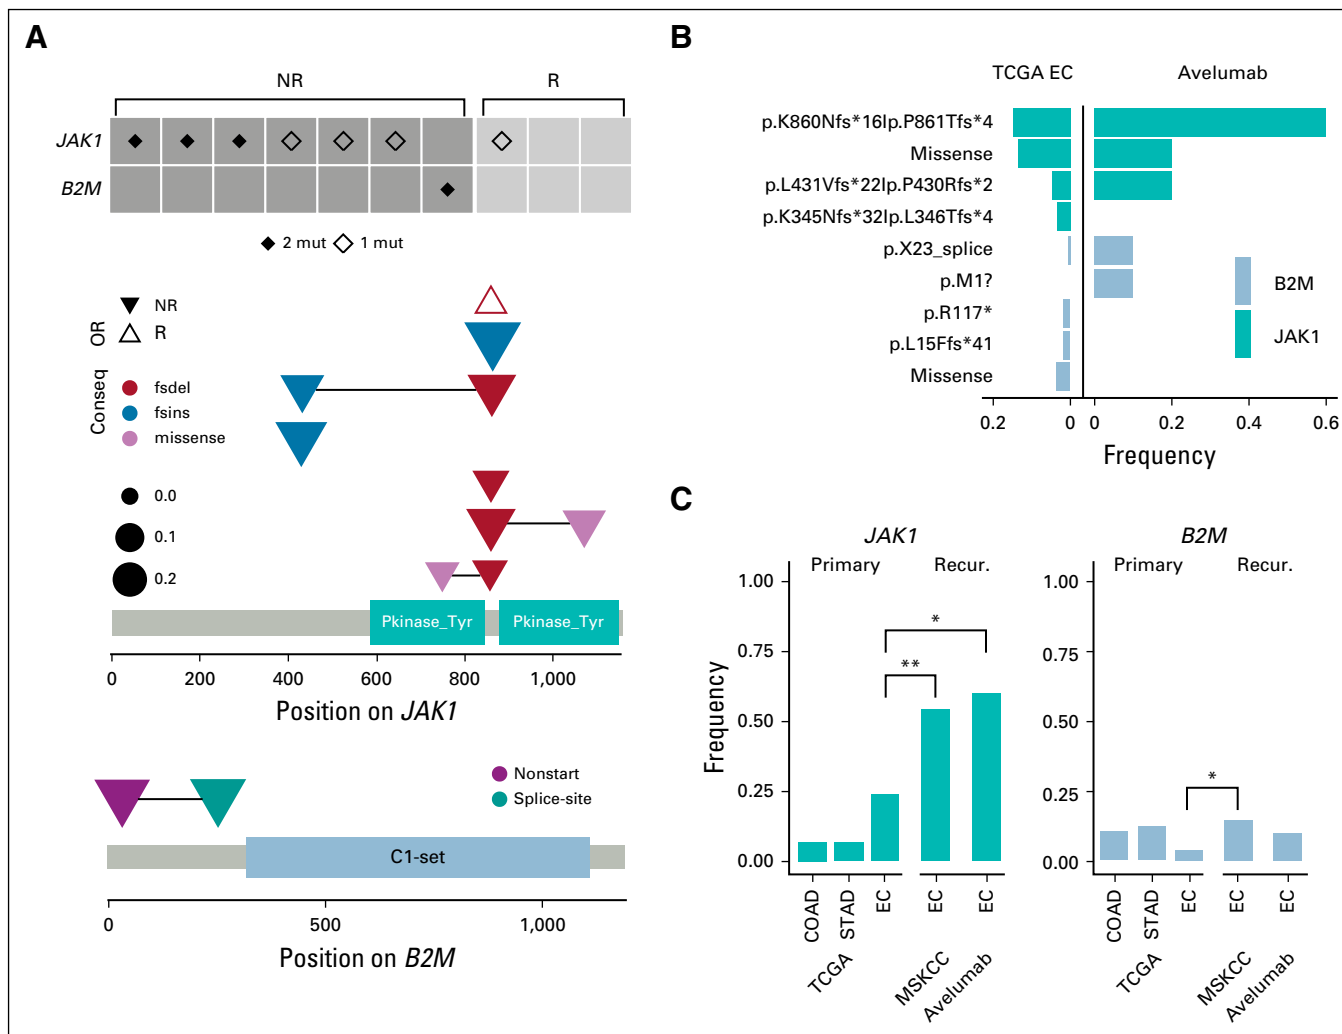 A
NR
R
JAK1
B2M
2 mut
1 mut
OR
NR
R
Conseq
fsdel
fsins
missense
0.0
0.1
0.2
Pkinase_Tyr
Pkinase_Tyr
0
200
400
600
800
1,000
Position on JAK1
Nonstart
Splice-site
C1-set
0
500
1,000
Position on B2M
B
TCGA EC
Avelumab
p.K860Nfs*16Ip.P861Tfs*4
Missense
p.L431Vfs*22Ip.P430Rfs*2
p.K345Nfs*32Ip.L346Tfs*4
p.X23_splice
p.M1?
p.R117*
p.L15Ffs*41
Missense
B2M
JAK1
0.2
0
0
0.2
0.4
0.6
Frequency
C
JAK1
Primary
Recur.
Frequency
1.00
0.75
0.50
0.25
0.00
*
**
COAD
STAD
EC
EC
EC
TCGA
MSKCC
Avelumab
B2M
Primary
Recur.
1.00
0.75
0.50
0.25
0.00
*
COAD
STAD
EC
EC
EC
TCGA
MSKCC
Avelumab